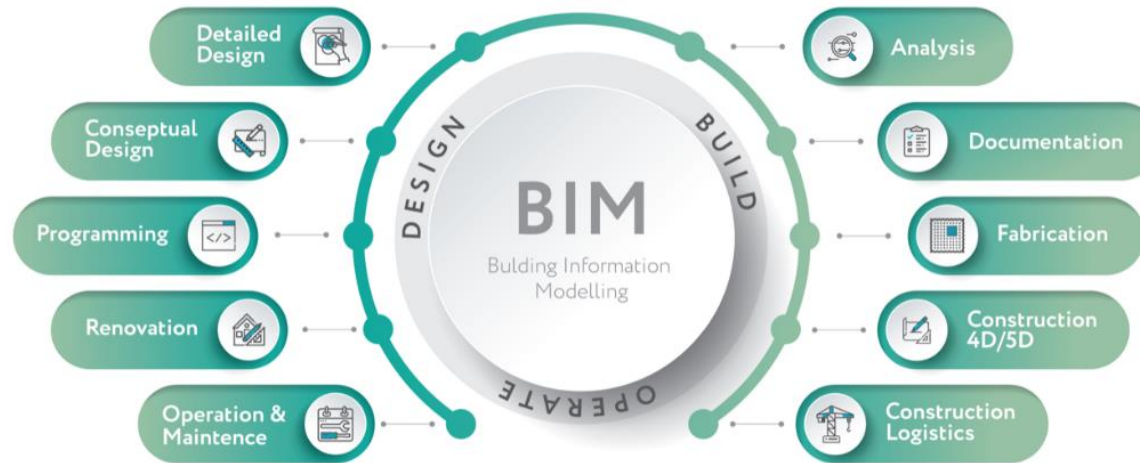 Detailed
Design
Conseptual
Design
Programming
</>
Renovation
Operation &
Maintence
DESIGN
BUILD
OPERATE
BIM
Bulding Information
Modelling
Analysis
Documentation
Fabrication
Construction
4D/5D
Construction
Logistics